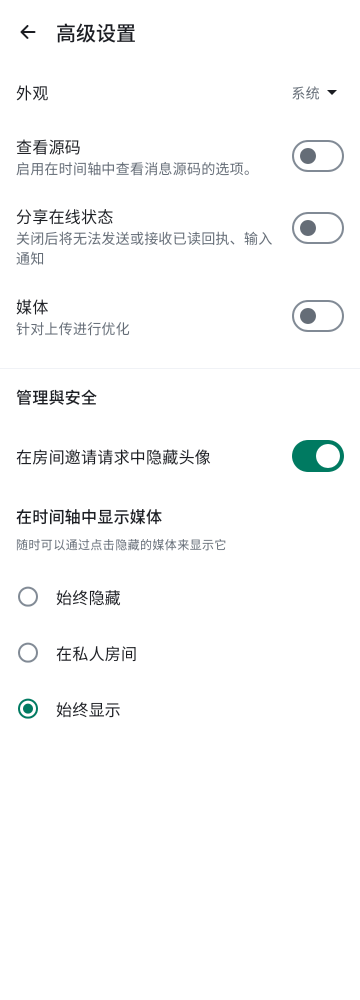 高级设置
外观
系统
查看源码
启用在时间轴中查看消息源码的选项。
分享在线状态
关闭后将无法发送或接收已读回执、输入
通知
媒体
针对上传进行优化
管理與安全
在房间邀请请求中隐藏头像
在时间轴中显示媒体
随时可以通过点击隐藏的媒体来显示它
始终隐藏
在私人房间
始终显示